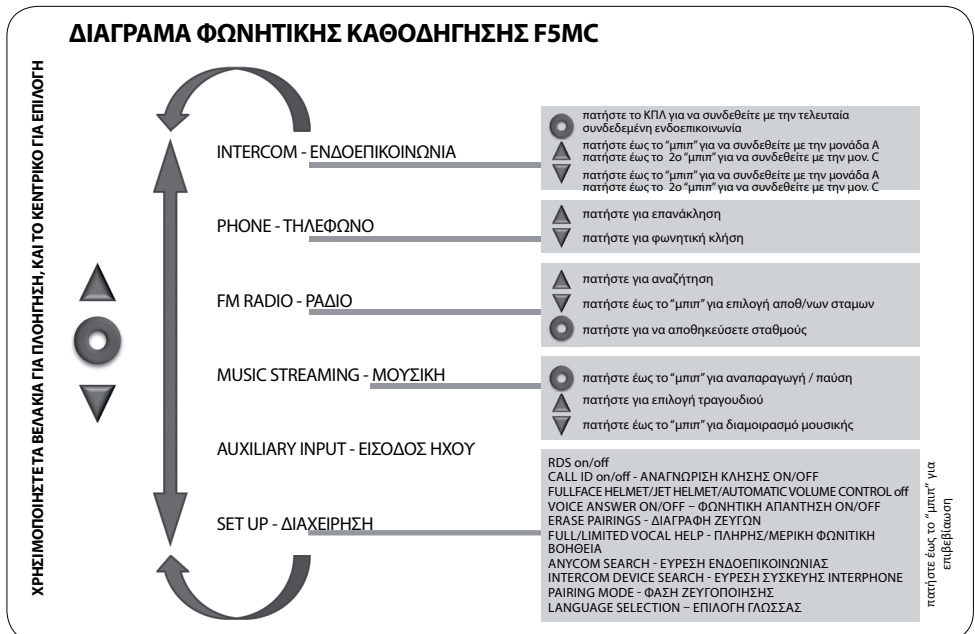 ΔΙΑΓΡΑΜΑ ΦΩΝΗΤΙΚΗΣ ΚΑΘΟΔΗΓΗΣΗΣ F5MC
ΧΡΗΣΙΜΟΠΟΙΗΣΤΕ ΤΑ ΒΕΛΑΚΙΑ ΓΙΑ ΠΛΟΗΓΗΣΗ, ΚΑΙ ΤΟ ΚΕΝΤΡΙΚΟ ΓΙΑ ΕΠΙΛΟΓΗ
INTERCOM - ΕΝΔΟΕΠΙΚΟΙΝΩΝΙΑ
πατήστε το ΚΠΛ για να συνδεθείτε με την τελευταία
συνδεδεμένη ενδοεπικοινωνία
πατήστε έως το "μπιπ" για να συνδεθείτε με την μονάδα Α
πατήστε έως το 2ο "μπιπ" για να συνδεθείτε με την μον. C
πατήστε έως το "μπιπ" για να συνδεθείτε με την μονάδα Α
πατήστε έως το 2ο "μπιπ" για να συνδεθείτε με την μον. C
PHONE - ΤΗΛΕΦΩΝΟ
πατήστε για επανάκληση
πατήστε για φωνητική κλήση
FM RADIO - ΡΑΔΙΟ
πατήστε για αναζήτηση
πατήστε έως το "μπιπ" για επιλογή αποθ/νων σταμων
πατήστε για να αποθηκεύσετε σταθμούς
MUSIC STREAMING - ΜΟΥΣΙΚΗ
πατήστε έως το "μπιπ" για αναπαραγωγή / παύση
πατήστε για επιλογή τραγουδιού
πατήστε έως το "μπιπ" για διαμοιρασμό μουσικής
AUXILIARY INPUT - ΕΙΣΟΔΟΣ ΗΧΟΥ
SET UP - ΔΙΑΧΕΙΡΗΣΗ
RDS on/off
CALL ID on/off - ΑΝΑΓΝΩΡΙΣΗ ΚΛΗΣΗΣ ON/OFF
FULLFACE HELMET/JET HELMET/AUTOMATIC VOLUME CONTROL off
VOICE ANSWER ON/OFF – ΦΩΝΗΤΙΚΗ ΑΠΑΝΤΗΣΗ ON/OFF
ERASE PAIRINGS - ΔΙΑΓΡΑΦΗ ΖΕΥΓΩΝ
FULL/LIMITED VOCAL HELP - ΠΛΗΡΗΣ/ΜΕΡΙΚΗ ΦΩΝΙΤΙΚΗ
ΒΟΗΘΕΙΑ
ANYCOM SEARCH - ΕΥΡΕΣΗ ΕΝΔΟΕΠΙΚΟΙΝΩΝΙΑΣ
INTERCOM DEVICE SEARCH - ΕΥΡΕΣΗ ΣΥΣΚΕΥΗΣ INTERPHONE
PAIRING MODE - ΦΑΣΗ ΖΕΥΓΟΠΟΙΗΣΗΣ
LANGUAGE SELECTION – ΕΠΙΛΟΓΗ ΓΛΩΣΣΑΣ
πατήστε έως το "μπιπ" για
επιβεβίαωση